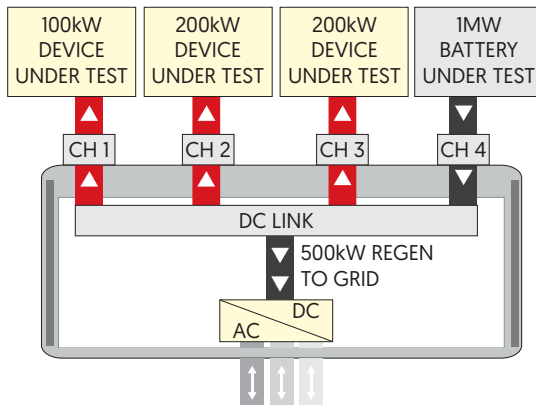 100kW
DEVICE
UNDER TEST
200kW
DEVICE
UNDER TEST
200kW
DEVICE
UNDER TEST
1MW
BATTERY
UNDER TEST
CH 1
CH 2
CH 3
CH 4
DC LINK
500kW REGEN
TO GRID
DC
AC